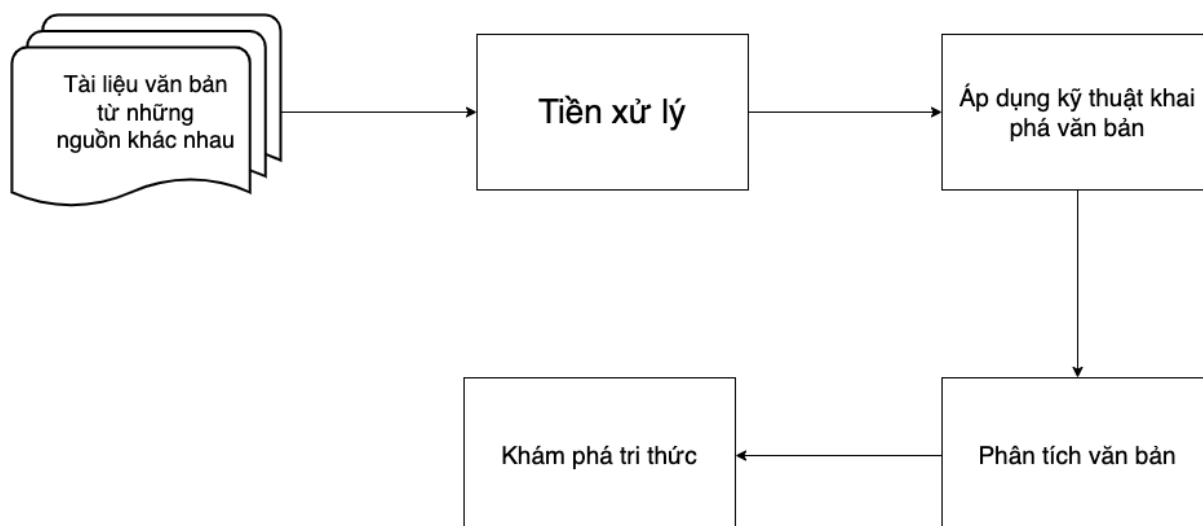 Tài liệu văn bản
từ những
nguồn khác nhau
Tiền xử lý
Áp dụng kỹ thuật khai
phá văn bản
Khám phá tri thức
Phân tích văn bản